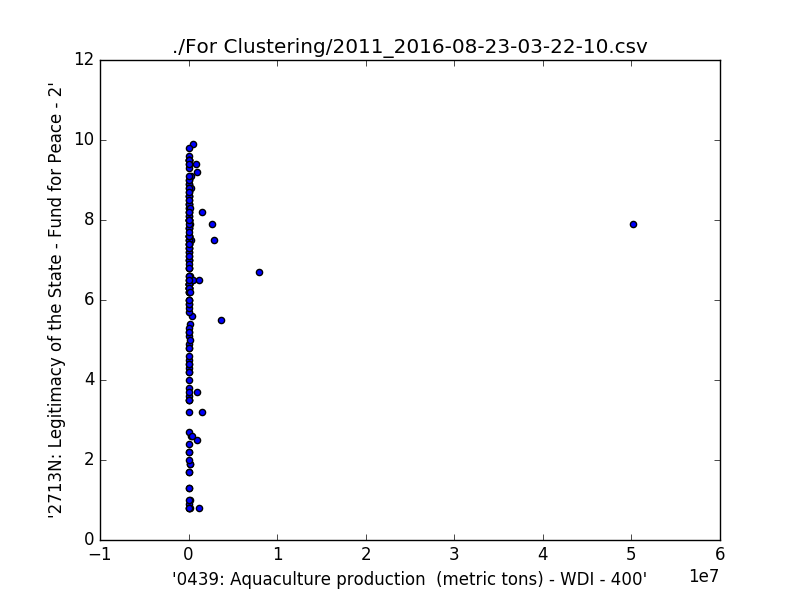 ./For Clustering/2011_2016-08-23-03-22-10.csv
12
10
8
6
4
2
0
'2713N: Legitimacy of the State - Fund for Peace - 2'
−1 0 1 2 3 4 5 6
1e7
'0439: Aquaculture production  (metric tons) - WDI - 400'